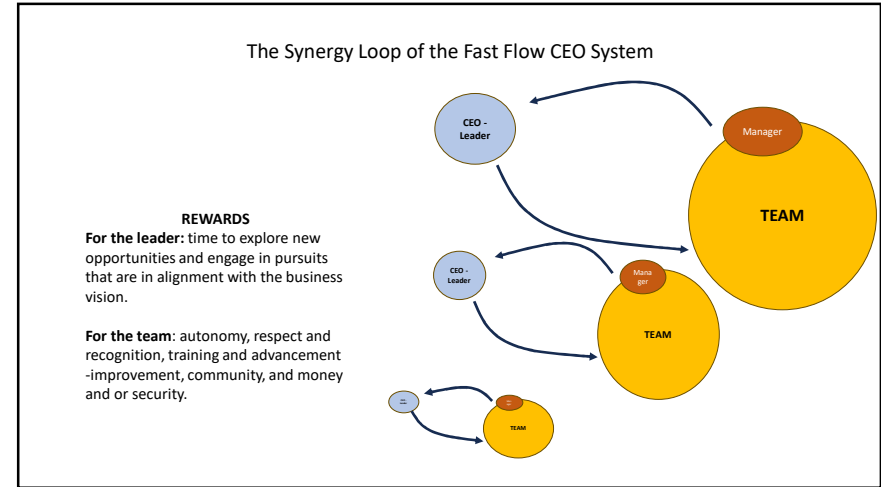 The Synergy Loop of the Fast Flow CEO System
CEO -
Leader
Manager
TEAM
REWARDS
For the leader: time to explore new
opportunities and engage in pursuits
that are in alignment with the business
vision.
For the team: autonomy, respect and
recognition, training and advancement
-improvement, community, and money
and or security.
CEO -
Leader
Mana
ger
TEAM
TEAM